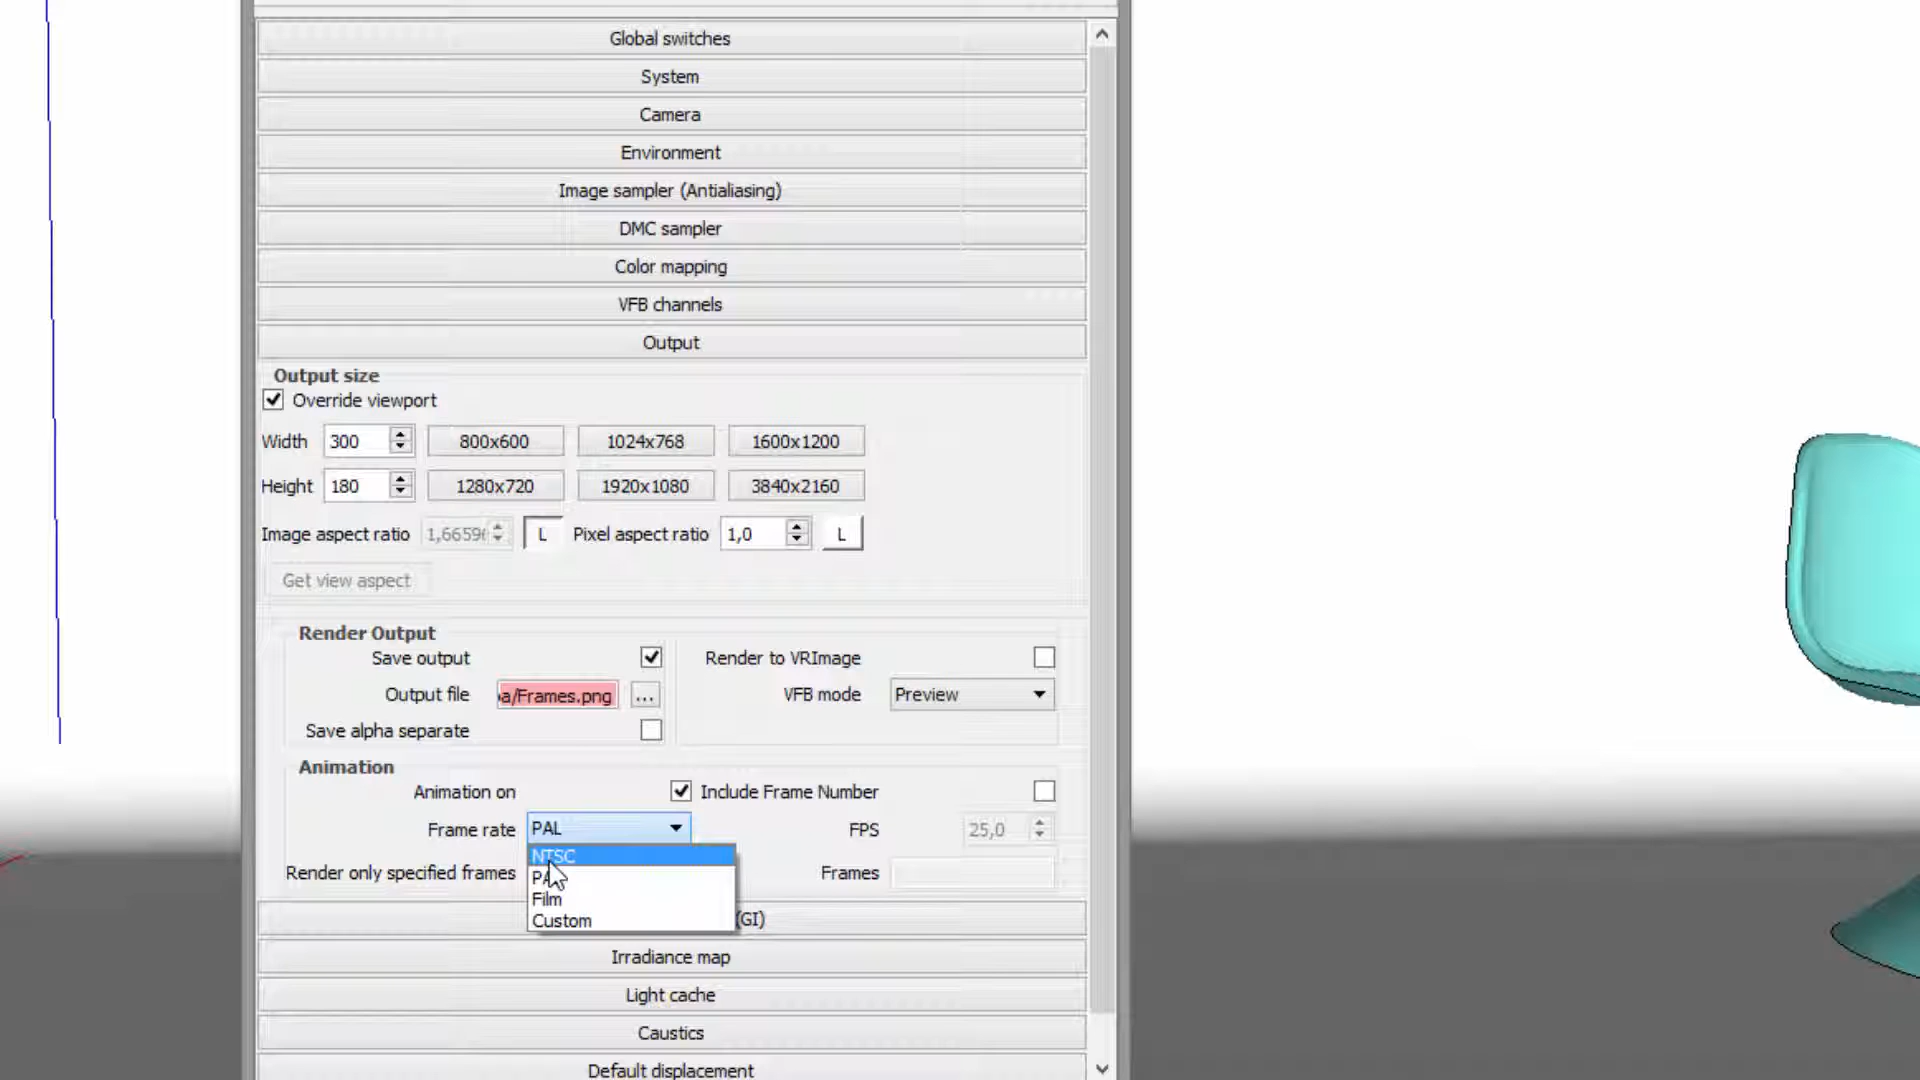 Global switches
System
Camera
Environment
Image sampler (Antialiasing)
DMC sampler
Color mapping
VFB channels
Output
Output size
Override viewport
Width 300 800x600 1024x768 1600x1200
Height 180 1280x720 1920x1080 3840x2160
Image aspect ratio L Pixel aspect ratio 1,0 L
Get view aspect
Render Output
Save output Render to VRImage
Output file a/Frames.png ... VFB mode Preview
Save alpha separate
Animation
Animation on Include Frame Number
Frame rate PAL FPS 25,0
NTSC
Render only specified frames Frames
Film
Custom
(GI)
Irradiance map
Light cache
Caustics
Default displacement